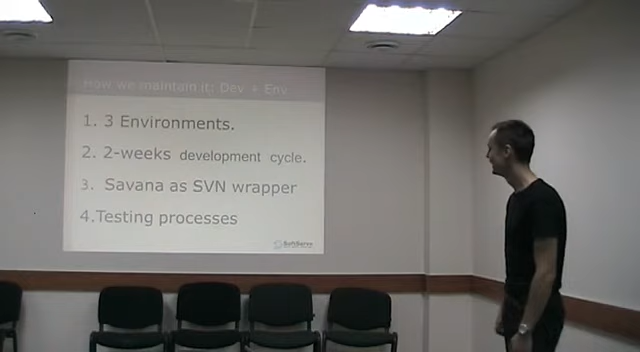 How we maintain it: Dev + Env
1. 3 Environments.
2. 2-weeks development cycle.
3. Savana as SVN wrapper
4.Testing processes
SoftServe